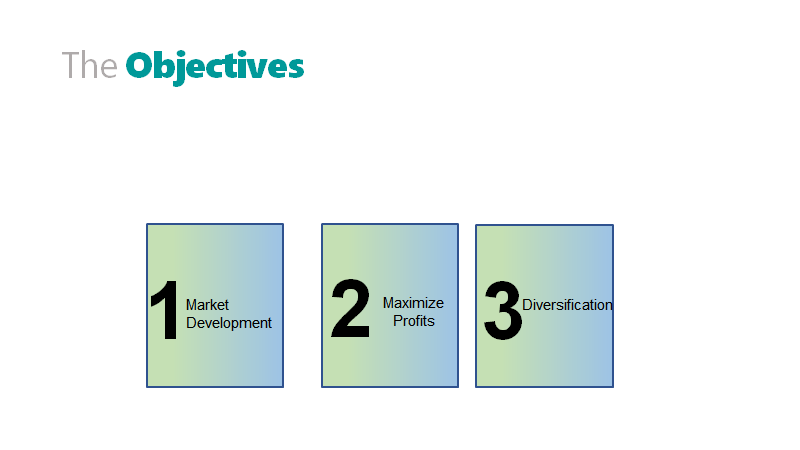 The Objectives
1
Market
Development
2
Maximize
Profits
3
Diversification